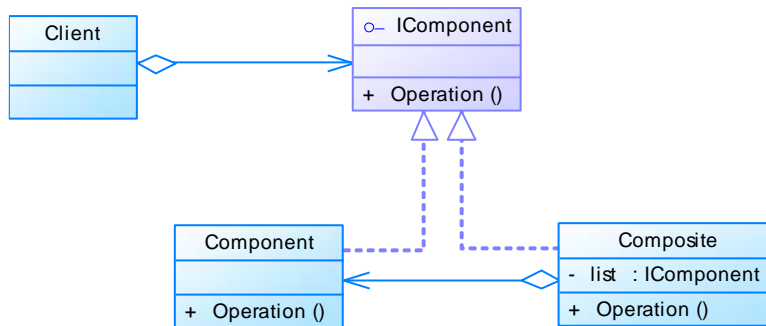 Client
IComponent
+ Operation ()
Component
+ Operation ()
Composite
- list : IComponent
+ Operation ()